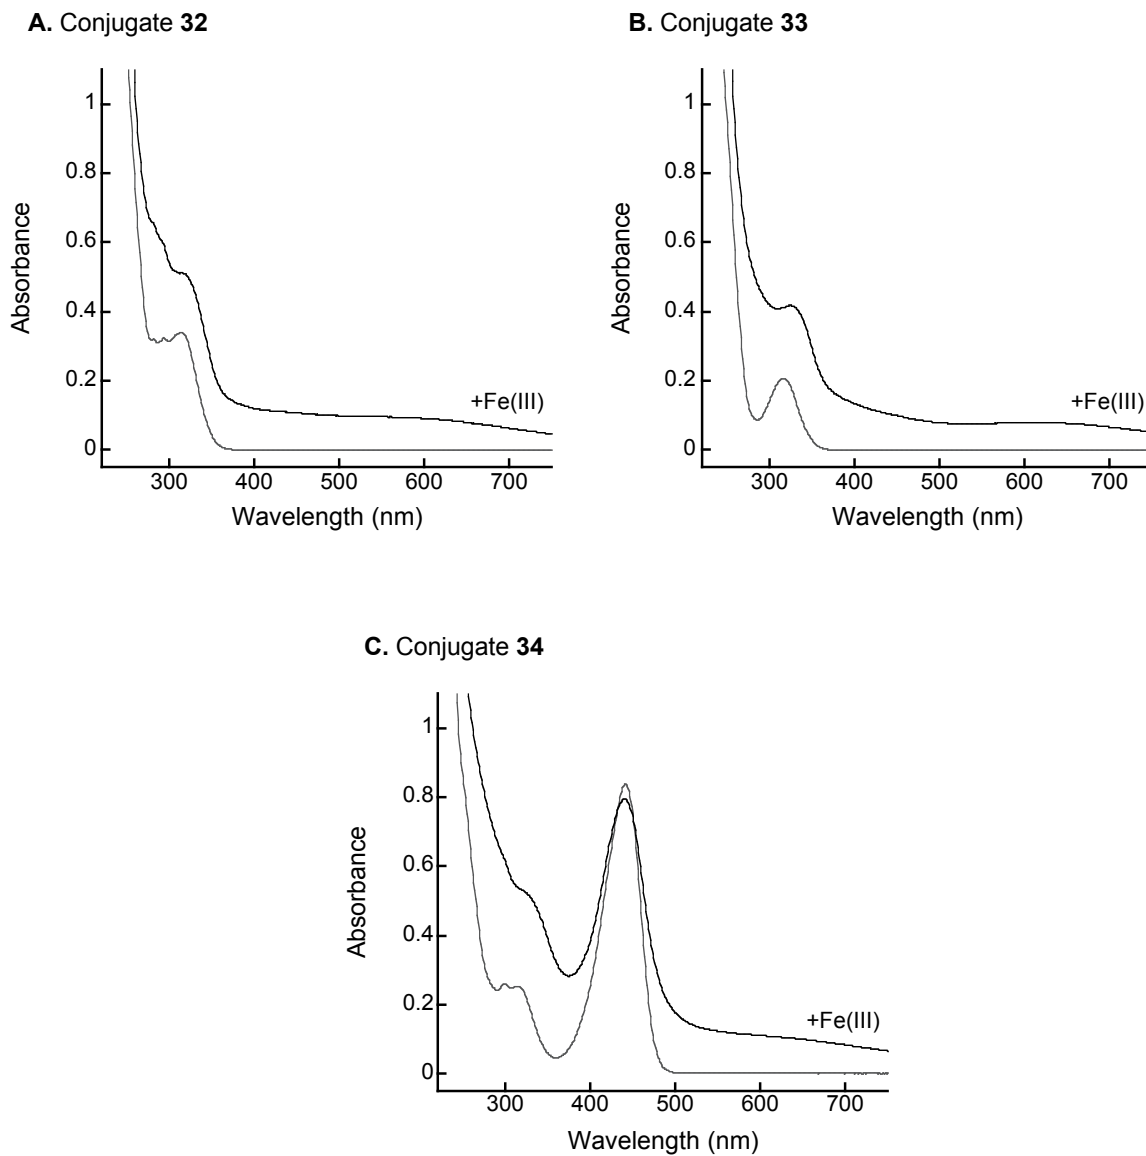 A. Conjugate 32
1
0.8
0.6
0.4
0.2
0
Absorbance
+Fe(III)
300 400 500 600 700
Wavelength (nm)
B. Conjugate 33
1
0.8
0.6
0.4
0.2
0
Absorbance
+Fe(III)
300 400 500 600 700
Wavelength (nm)
C. Conjugate 34
1
0.8
0.6
0.4
0.2
0
Absorbance
+Fe(III)
300 400 500 600 700
Wavelength (nm)